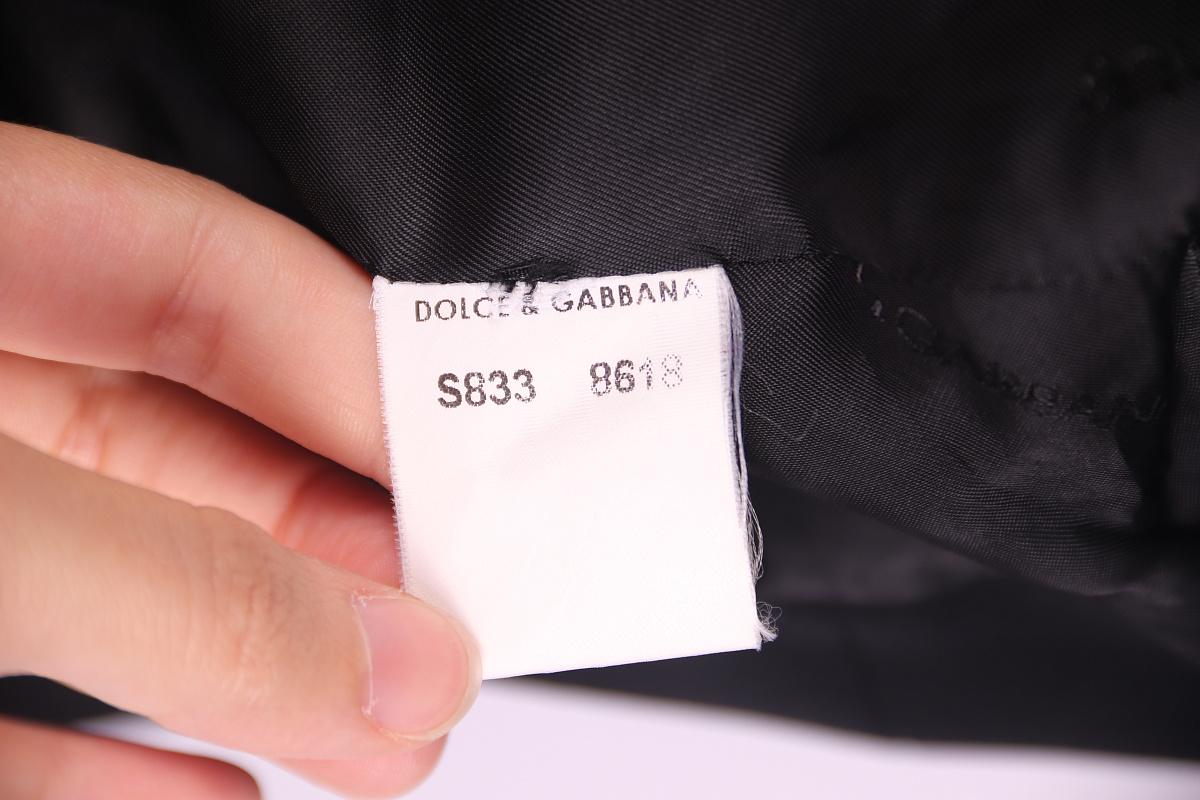 DOLCE & GABBANA
S833 8618